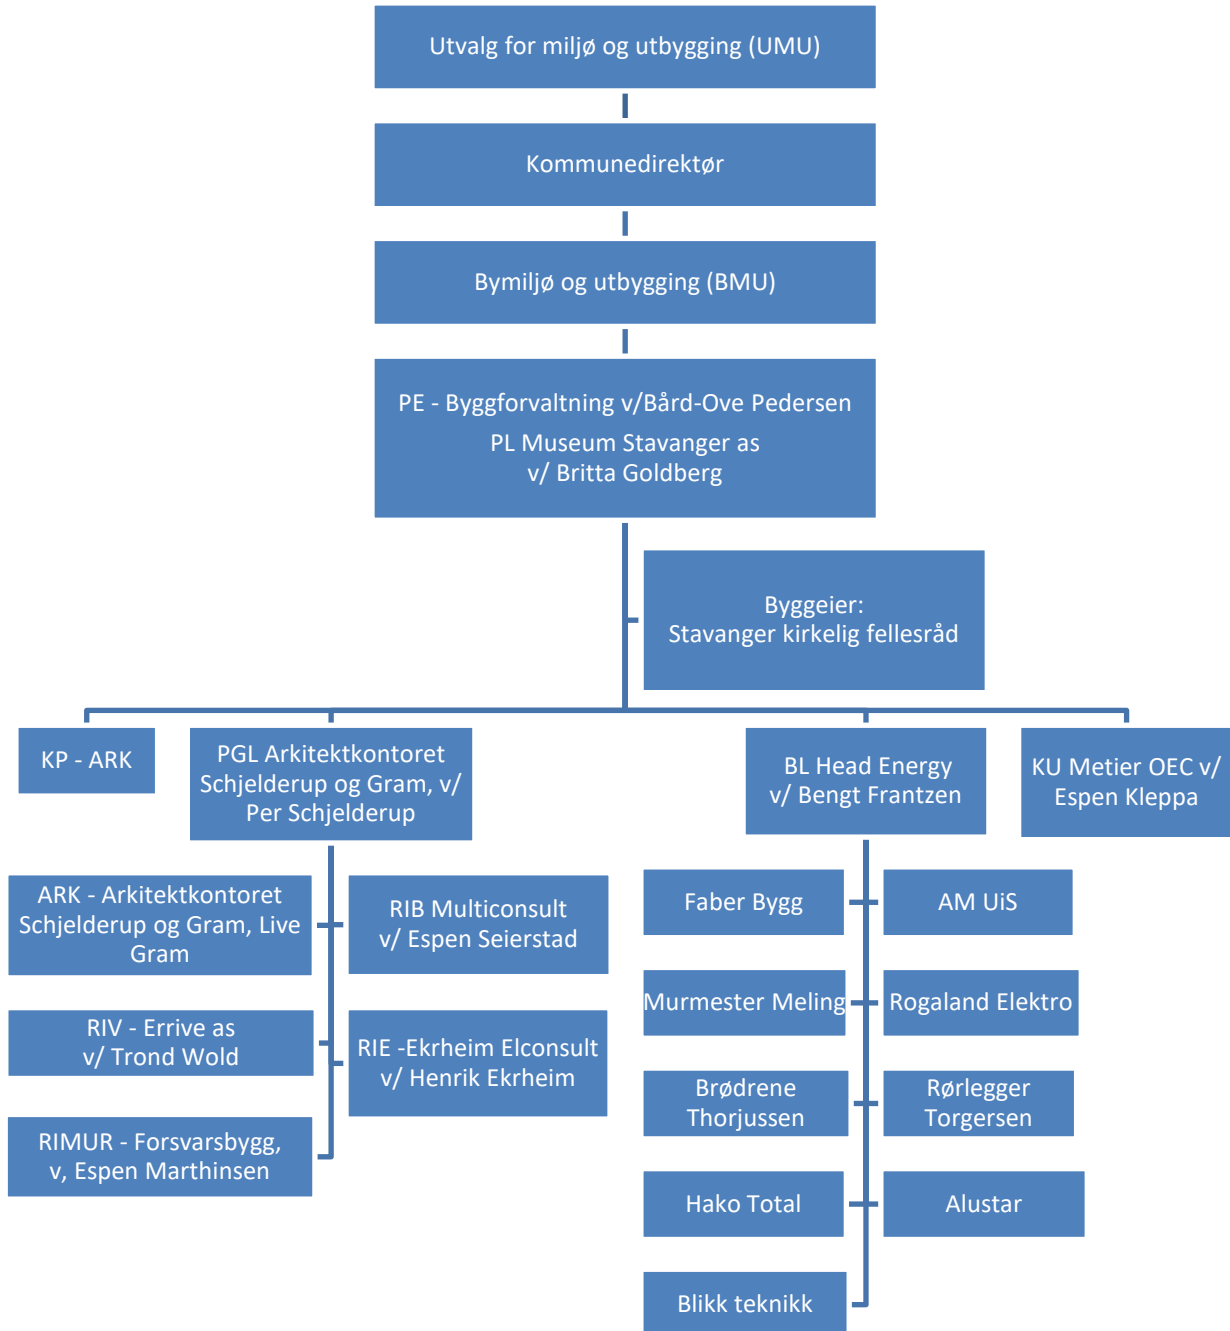 Utvalg for miljø og utbygging (UMU)
Kommunedirektør
Bymiljø og utbygging (BMU)
PE - Byggforvaltning v/Bård-Ove Pedersen
PL Museum Stavanger as
v/ Britta Goldberg
Byggeier:
Stavanger kirkelig fellesråd
KP - ARK
PGL Arkitektkontoret
Schjelderup og Gram, v/
Per Schjelderup
BL Head Energy
v/ Bengt Frantzen
KU Metier OEC v/
Espen Kleppa
ARK - Arkitektkontoret
Schjelderup og Gram, Live
Gram
RIB Multiconsult
v/ Espen Seierstad
RIV - Errive as
v/ Trond Wold
RIE -Ekrheim Elconsult
v/ Henrik Ekrheim
RIMUR - Forsvarsbygg,
v, Espen Marthinsen
Faber Bygg
AM UiS
Murmester Meling
Rogaland Elektro
Brødrene
Thorjussen
Rørlegger
Torgersen
Hako Total
Alustar
Blikk teknikk